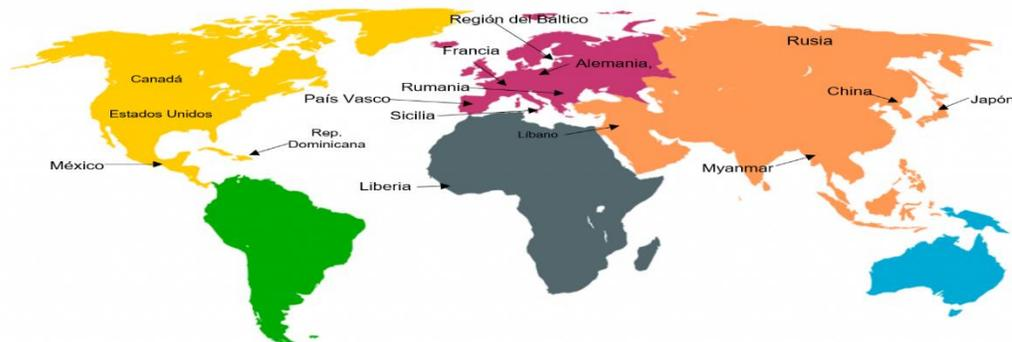 Región del Báltico
Rusia
Francia
Alemania,
Canadá
Rumania
China
País Vasco
Japón
Estados Unidos
Sicilia
Líbano
Rep.
Dominicana
México
Myanmar
Liberia